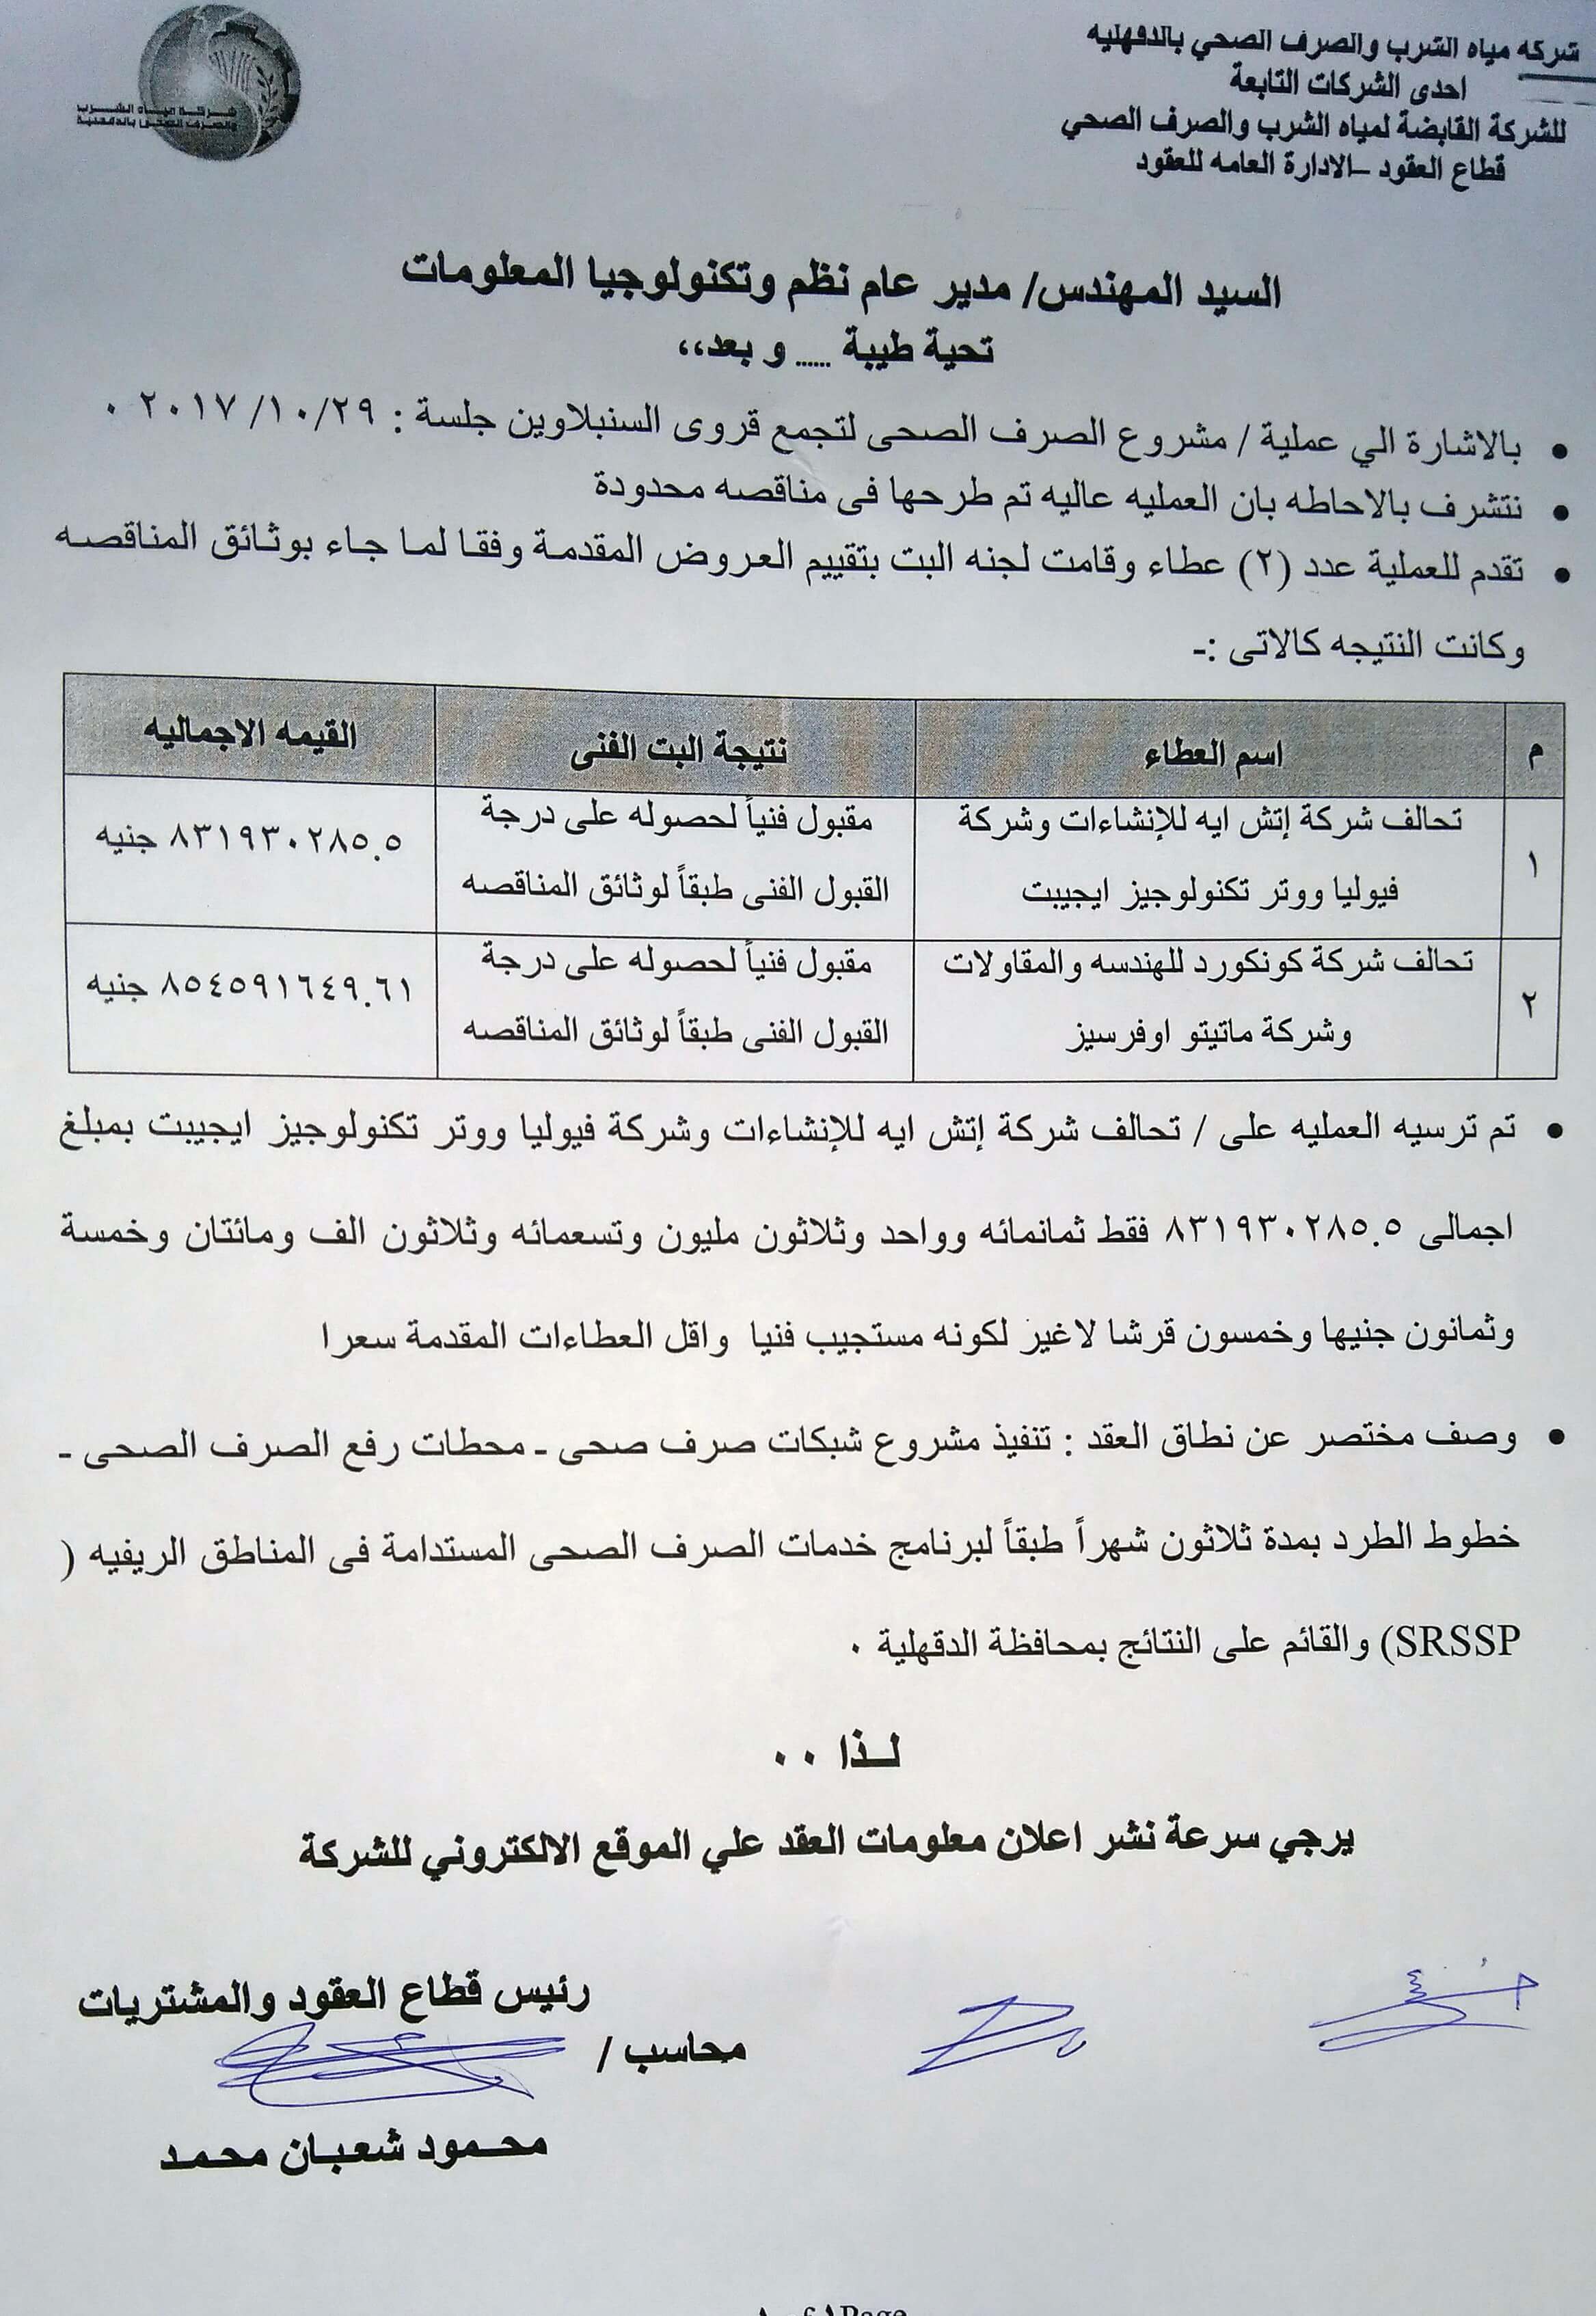 شركه مياه الشرب والصرف الصحي بالدقهليه
احدى الشركات التابعة
للشركة القابضة لمياه الشرب والصرف الصحي
قطاع العقود –الادارة العامه للعقود
شركة مياه الشرب
والصرف الصحى بالدقهلية
السيد المهندس/ مدير عام نظم وتكنولوجيا المعلومات
تحية طيبة ...... و بعد،،
• بالاشارة الي عملية / مشروع الصرف الصحى لتجمع قروى السنبلاوين جلسة : ٢٠١٧/١٠/٢٩ .
• نتشرف بالاحاطه بان العمليه عاليه تم طرحها فى مناقصه محدودة
• تقدم للعملية عدد (٢) عطاء وقامت لجنه البت بتقييم العروض المقدمة وفقا لما جاء بوثائق المناقصه
وكانت النتيجه كالاتى :-
م اسم العطاء نتيجة البت الفنى القيمه الاجماليه
١ تحالف شركة إتش ايه للإنشاءات وشركة مقبول فنياً لحصوله على درجة ٨٣١٩٣٠٢٨٥.٥ جنيه
فيوليا ووتر تكنولوجيز ايجيبت القبول الفنى طبقاً لوثائق المناقصه
٢ تحالف شركة كونكورد للهندسه والمقاولات مقبول فنياً لحصوله على درجة ٨٥٤٥٩١٦٤٩.٦١ جنيه
وشركة ماتيتو اوفرسيز القبول الفنى طبقاً لوثائق المناقصه
• تم ترسيه العمليه على / تحالف شركة إتش ايه للإنشاءات وشركة فيوليا ووتر تكنولوجيز ايجيبت بمبلغ
اجمالى ٨٣١٩٣٠٢٨٥.٥ فقط ثمانمائه وواحد وثلاثون مليون وتسعمائه وثلاثون الف ومائتان وخمسة
وثمانون جنيها وخمسون قرشا لاغير لكونه مستجيب فنيا واقل العطاءات المقدمة سعرا
• وصف مختصر عن نطاق العقد : تنفيذ مشروع شبكات صرف صحى - محطات رفع الصرف الصحى -
خطوط الطرد بمدة ثلاثون شهراً طبقاً لبرنامج خدمات الصرف الصحى المستدامة فى المناطق الريفيه (
SRSSP) والقائم على النتائج بمحافظة الدقهلية .
لـذا ٠٠
يرجي سرعة نشر اعلان معلومات العقد علي الموقع الالكتروني للشركة
رئيس قطاع العقود والمشتريات
محاسب /
محمود شعبان محمد